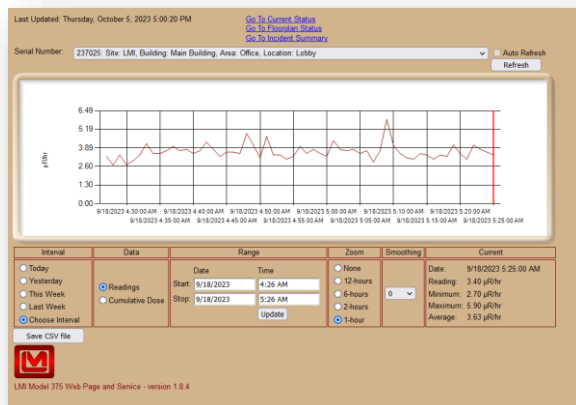 Last Updated: Thursday, October 5, 2023 5:00:20 PM
Go To Current Status
Go To Floorplan Status
Go To Incident Summary
Serial Number: 237025: Site: LMI, Building: Main Building, Area: Office, Location: Lobby
Auto Refresh
Refresh
6.49
5.19
3.90
2.60
1.30
0.00
µR/hr
9/18/2023 4:30:00 AM 9/18/2023 4:40:00 AM 9/18/2023 4:50:00 AM 9/18/2023 5:00:00 AM 9/18/2023 5:10:00 AM 9/18/2023 5:20:00 AM
9/18/2023 4:35:00 AM 9/18/2023 4:45:00 AM 9/18/2023 4:55:00 AM 9/18/2023 5:05:00 AM 9/18/2023 5:15:00 AM 9/18/2023 5:25:00 AM
Interval Data Range Zoom Smoothing Current
Today
Yesterday
This Week
Last Week
Choose Interval
Readings
Cumulative Dose
Date Time
Start: 9/18/2023 4:26 AM
Stop: 9/18/2023 5:26 AM
Update
None
12-hours
6-hours
2-hours
1-hour
0
Date: 9/18/2023 5:25:00 AM
Reading: 3.40 µR/hr
Minimum: 2.70 µR/hr
Maximum: 5.90 µR/hr
Average: 3.63 µR/hr
Save CSV file
LMI Model 375 Web Page and Service - version 1.8.4